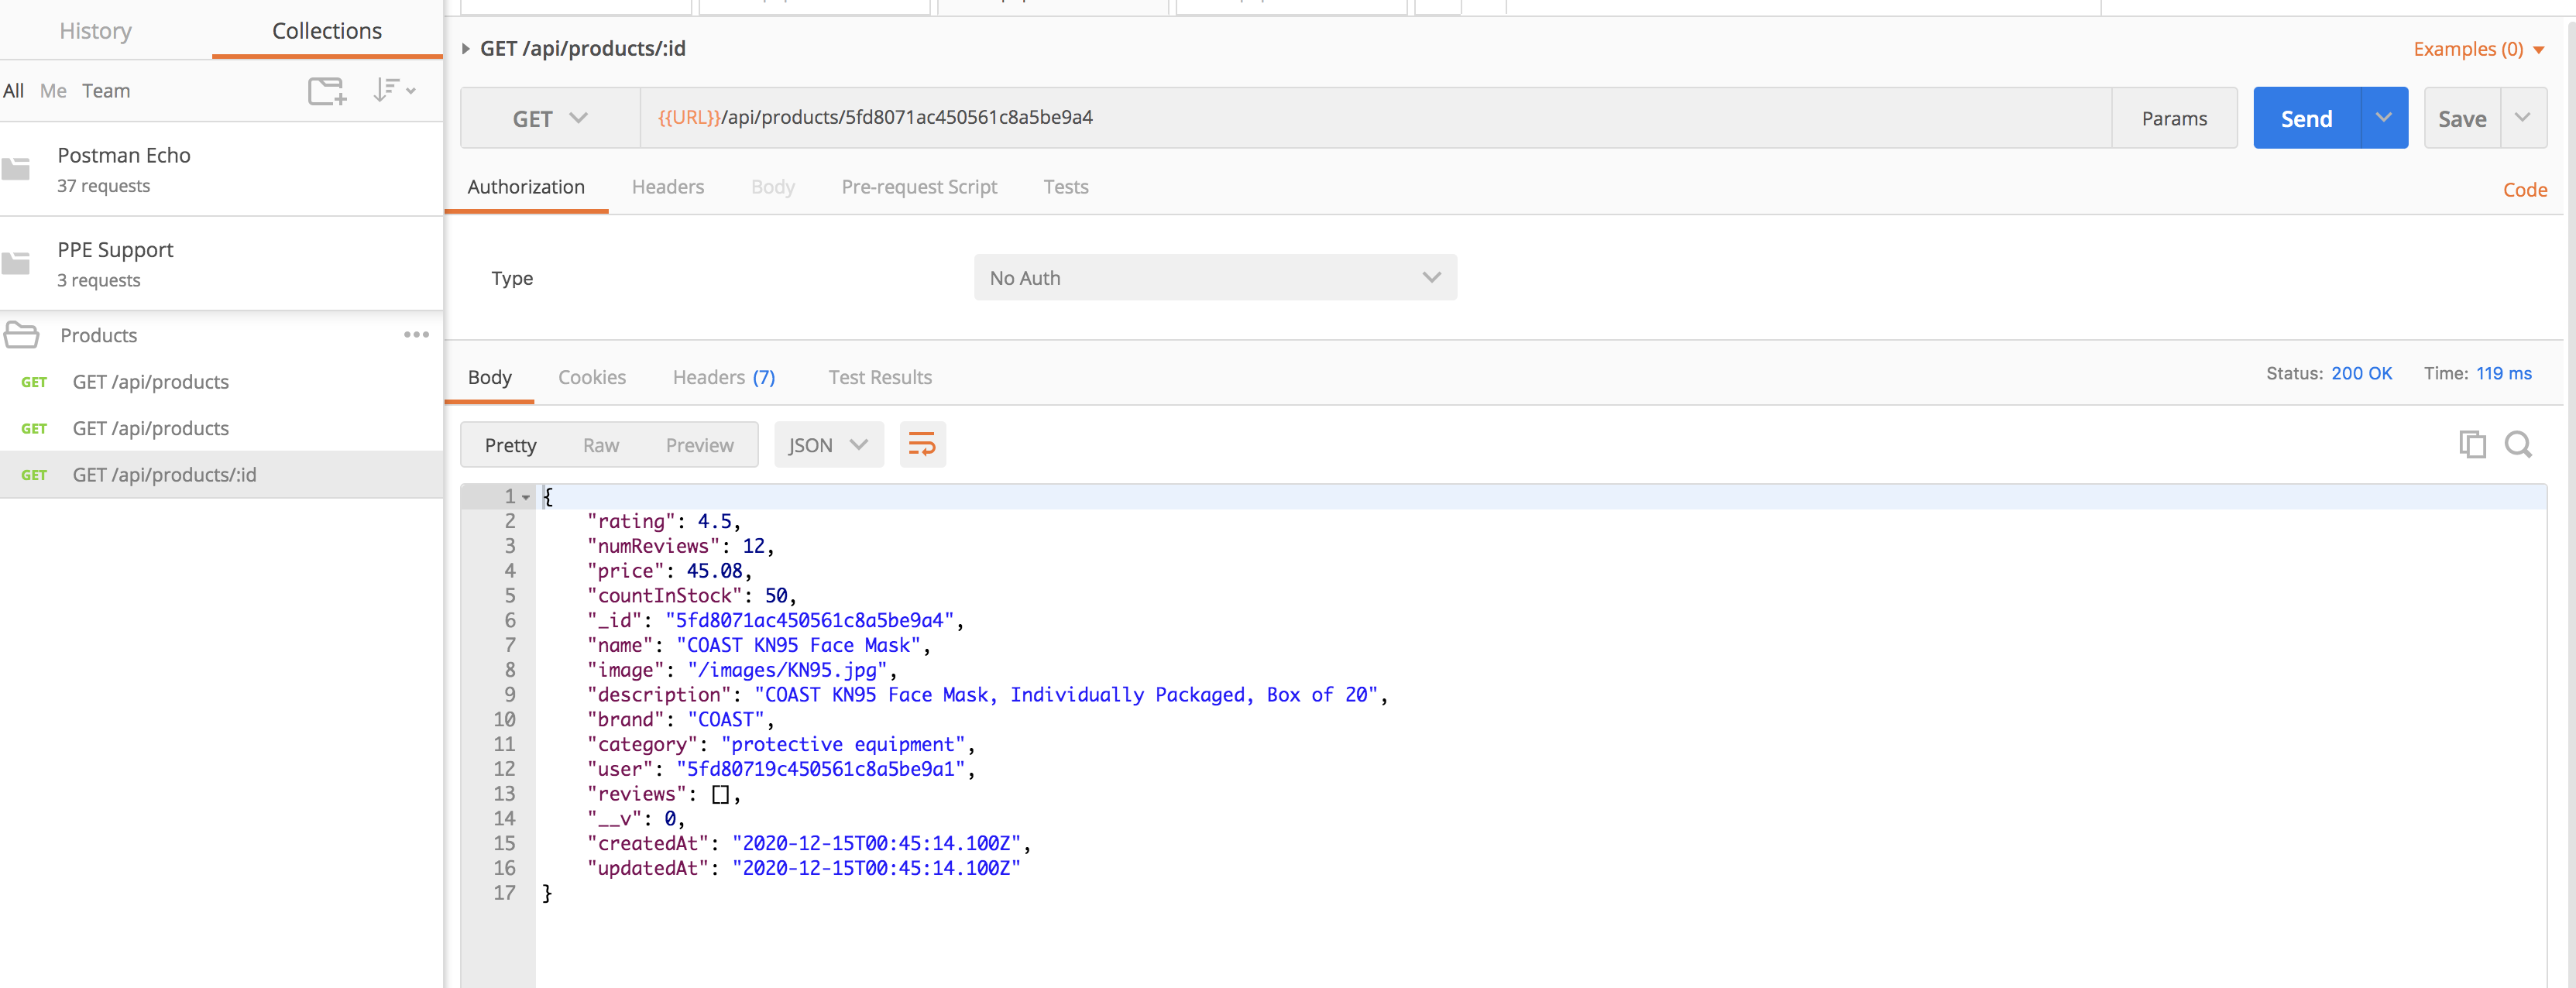 History Collections
All Me Team
Postman Echo
37 requests
PPE Support
3 requests
Products
GET GET /api/products
GET GET /api/products
GET GET /api/products/:id
GET /api/products/:id
Examples (0)
GET {{URL}}/api/products/5fd8071ac450561c8a5be9a4 Params Send Save
Authorization Headers Body Pre-request Script Tests Code
Type No Auth
Body Cookies Headers (7) Test Results Status: 200 OK Time: 119 ms
Pretty Raw Preview JSON
1 {
2 "rating": 4.5,
3 "numReviews": 12,
4 "price": 45.08,
5 "countInStock": 50,
6 "_id": "5fd8071ac450561c8a5be9a4",
7 "name": "COAST KN95 Face Mask",
8 "image": "/images/KN95.jpg",
9 "description": "COAST KN95 Face Mask, Individually Packaged, Box of 20",
10 "brand": "COAST",
11 "category": "protective equipment",
12 "user": "5fd80719c450561c8a5be9a1",
13 "reviews": [],
14 "__v": 0,
15 "createdAt": "2020-12-15T00:45:14.100Z",
16 "updatedAt": "2020-12-15T00:45:14.100Z"
17 }